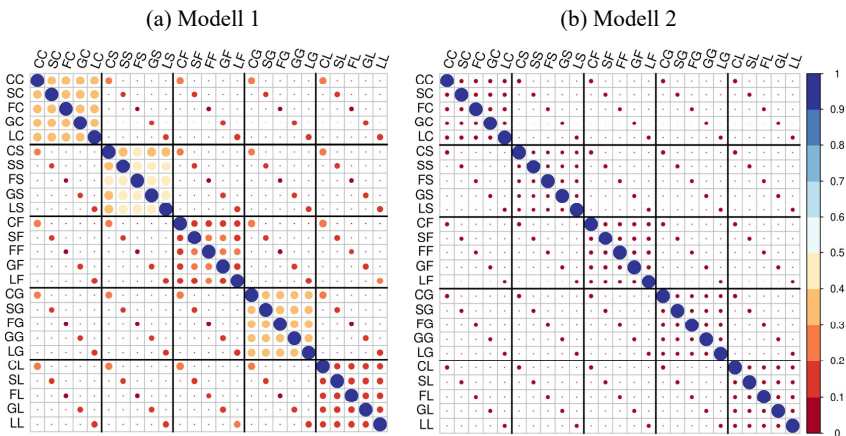 (a) Modell 1
(b) Modell 2
CC SC FC GC LC CS SS FS GS LS CF SF FF GF LF CG SG FG GG LG CL SL FL GL LL
CC
SC
FC
GC
LC
CS
SS
FS
GS
LS
CF
SF
FF
GF
LF
CG
SG
FG
GG
LG
CL
SL
FL
GL
LL
CC SC FC GC LC CS SS FS GS LS CF SF FF GF LF CG SG FG GG LG CL SL FL GL LL
CC
SC
FC
GC
LC
CS
SS
FS
GS
LS
CF
SF
FF
GF
LF
CG
SG
FG
GG
LG
CL
SL
FL
GL
LL
1
0.9
0.8
0.7
0.6
0.5
0.4
0.3
0.2
0.1
0